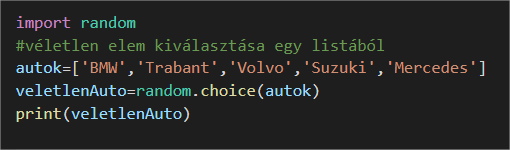 import random
#véletlen elem kiválasztása egy listából
autok=['BMW','Trabant','Volvo','Suzuki','Mercedes']
veletlenAuto=random.choice(autok)
print(veletlenAuto)